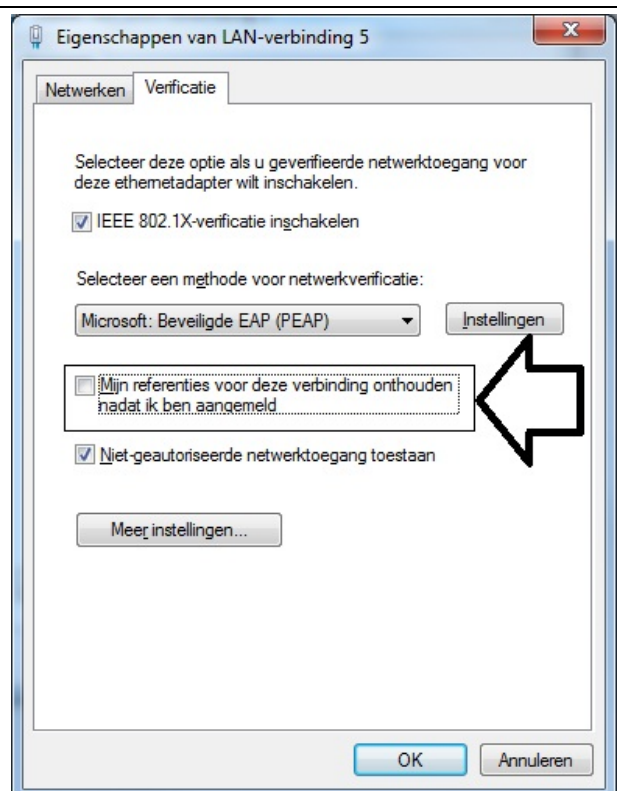 Eigenschappen van LAN-verbinding 5
Netwerken Verificatie
Selecteer deze optie als u geverifieerde netwerktoegang voor
deze ethernetadapter wilt inschakelen.
IEEE 802.1X-verificatie inschakelen
Selecteer een methode voor netwerkverificatie:
Microsoft: Beveiligde EAP (PEAP) Instellingen
Mijn referenties voor deze verbinding onthouden
nadat ik ben aangemeld
Niet-geautoriseerde netwerktoegang toestaan
Meer instellingen...
OK Annuleren